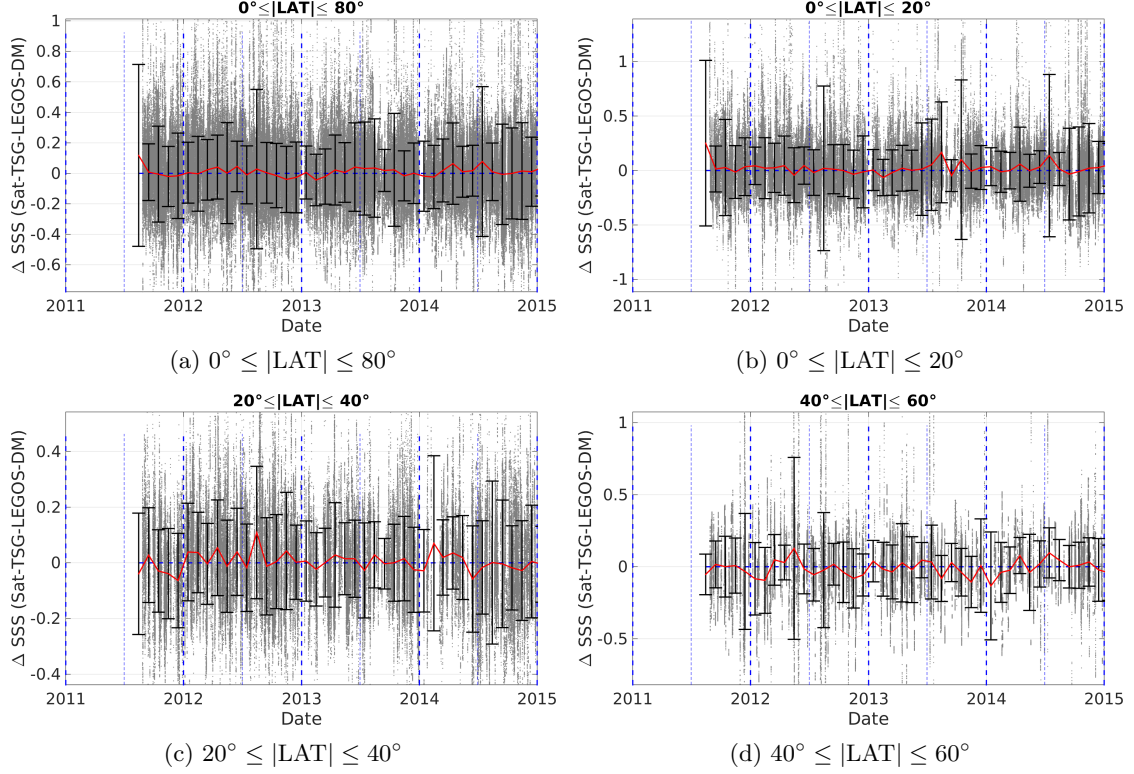 0°≤|LAT|≤ 80°
Δ SSS (Sat-TSG-LEGOS-DM)
1
0.8
0.6
0.4
0.2
0
-0.2
-0.4
-0.6
2011 2012 2013 2014 2015
Date
(a) 0° ≤ |LAT| ≤ 80°
0°≤|LAT|≤ 20°
Δ SSS (Sat-TSG-LEGOS-DM)
1
0.5
0
-0.5
-1
2011 2012 2013 2014 2015
Date
(b) 0° ≤ |LAT| ≤ 20°
20°≤|LAT|≤ 40°
Δ SSS (Sat-TSG-LEGOS-DM)
0.4
0.2
0
-0.2
-0.4
2011 2012 2013 2014 2015
Date
(c) 20° ≤ |LAT| ≤ 40°
40°≤|LAT|≤ 60°
Δ SSS (Sat-TSG-LEGOS-DM)
1
0.5
0
-0.5
2011 2012 2013 2014 2015
Date
(d) 40° ≤ |LAT| ≤ 60°